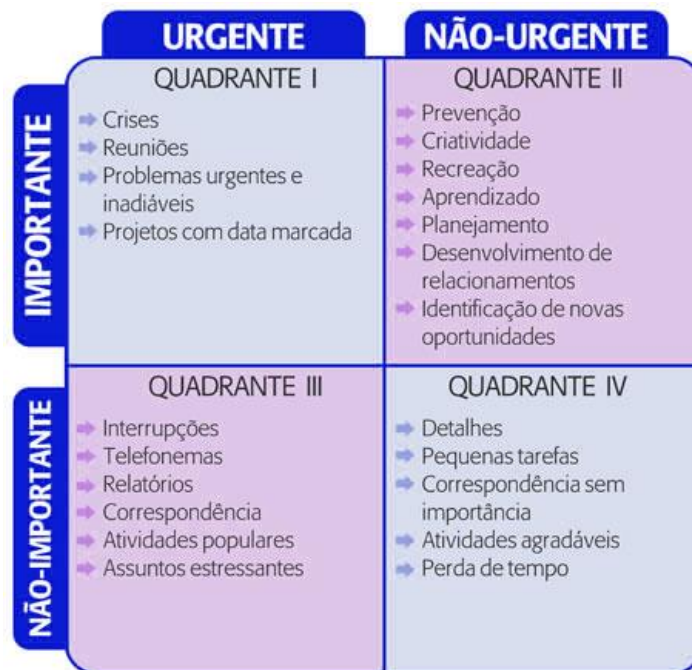 URGENTE
NÃO-URGENTE
IMPORTANTE
QUADRANTE I
Crises
Reuniões
Problemas urgentes e
inadiáveis
Projetos com data marcada
QUADRANTE II
Prevenção
Criatividade
Recreação
Aprendizado
Planejamento
Desenvolvimento de
relacionamentos
Identificação de novas
oportunidades
NÃO-IMPORTANTE
QUADRANTE III
Interrupções
Telefonemas
Relatórios
Correspondência
Atividades populares
Assuntos estressantes
QUADRANTE IV
Detalhes
Pequenas tarefas
Correspondência sem
importância
Atividades agradáveis
Perda de tempo